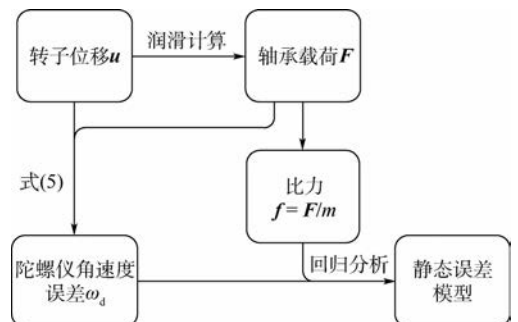 转子位移u
润滑计算
轴承载荷F
式(5)
比力
f = F/m
陀螺仪角速度
误差ωd
回归分析
静态误差
模型